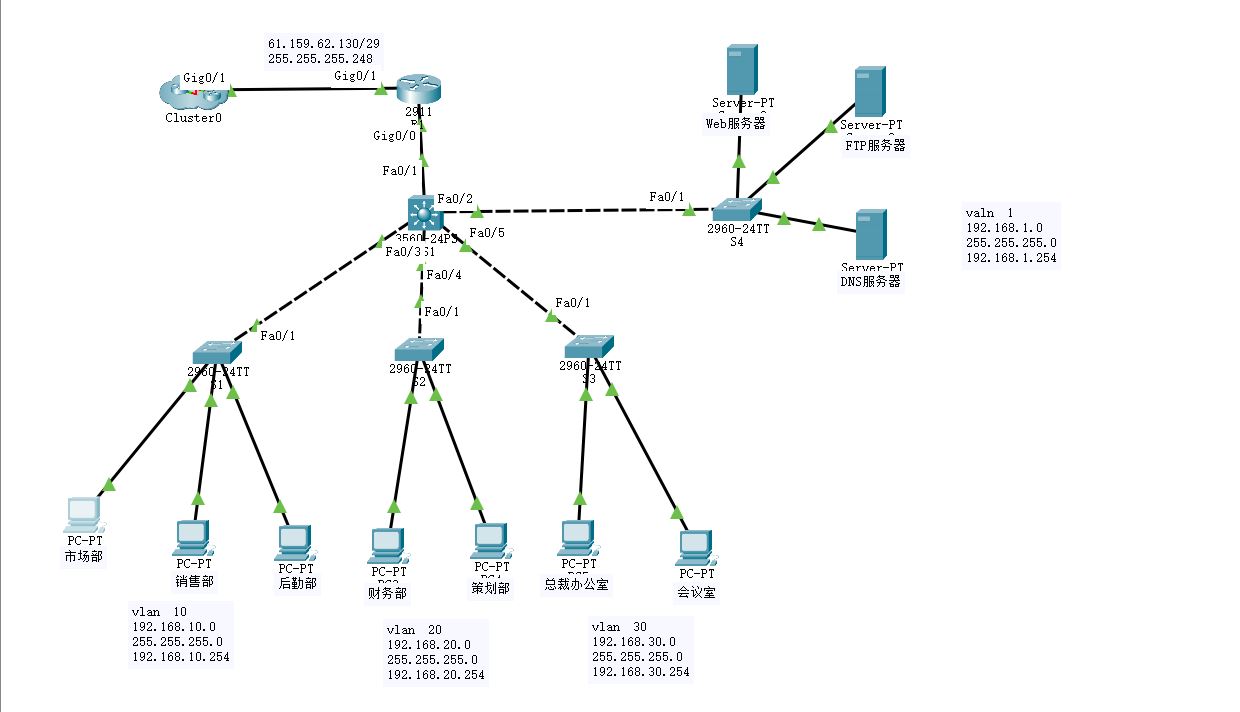 61.159.62.130/29
255.255.255.248
Gig0/1
Gig0/1
Cluster0
2911
Gig0/0
Fa0/1
Fa0/2
Fa0/1
3560-24PS
Fa0/3
S1
Fa0/5
Fa0/4
Fa0/1
Fa0/1
Fa0/1
Server-PT
Web服务器
Server-PT
FTP服务器
2960-24TT
S4
Server-PT
DNS服务器
valn 1
192.168.1.0
255.255.255.0
192.168.1.254
2960-24TT
S1
2960-24TT
S2
2960-24TT
S3
PC-PT
市场部
PC-PT
销售部
PC-PT
后勤部
PC-PT
财务部
PC-PT
策划部
PC-PT
总裁办公室
PC-PT
会议室
vlan 10
192.168.10.0
255.255.255.0
192.168.10.254
vlan 20
192.168.20.0
255.255.255.0
192.168.20.254
vlan 30
192.168.30.0
255.255.255.0
192.168.30.254